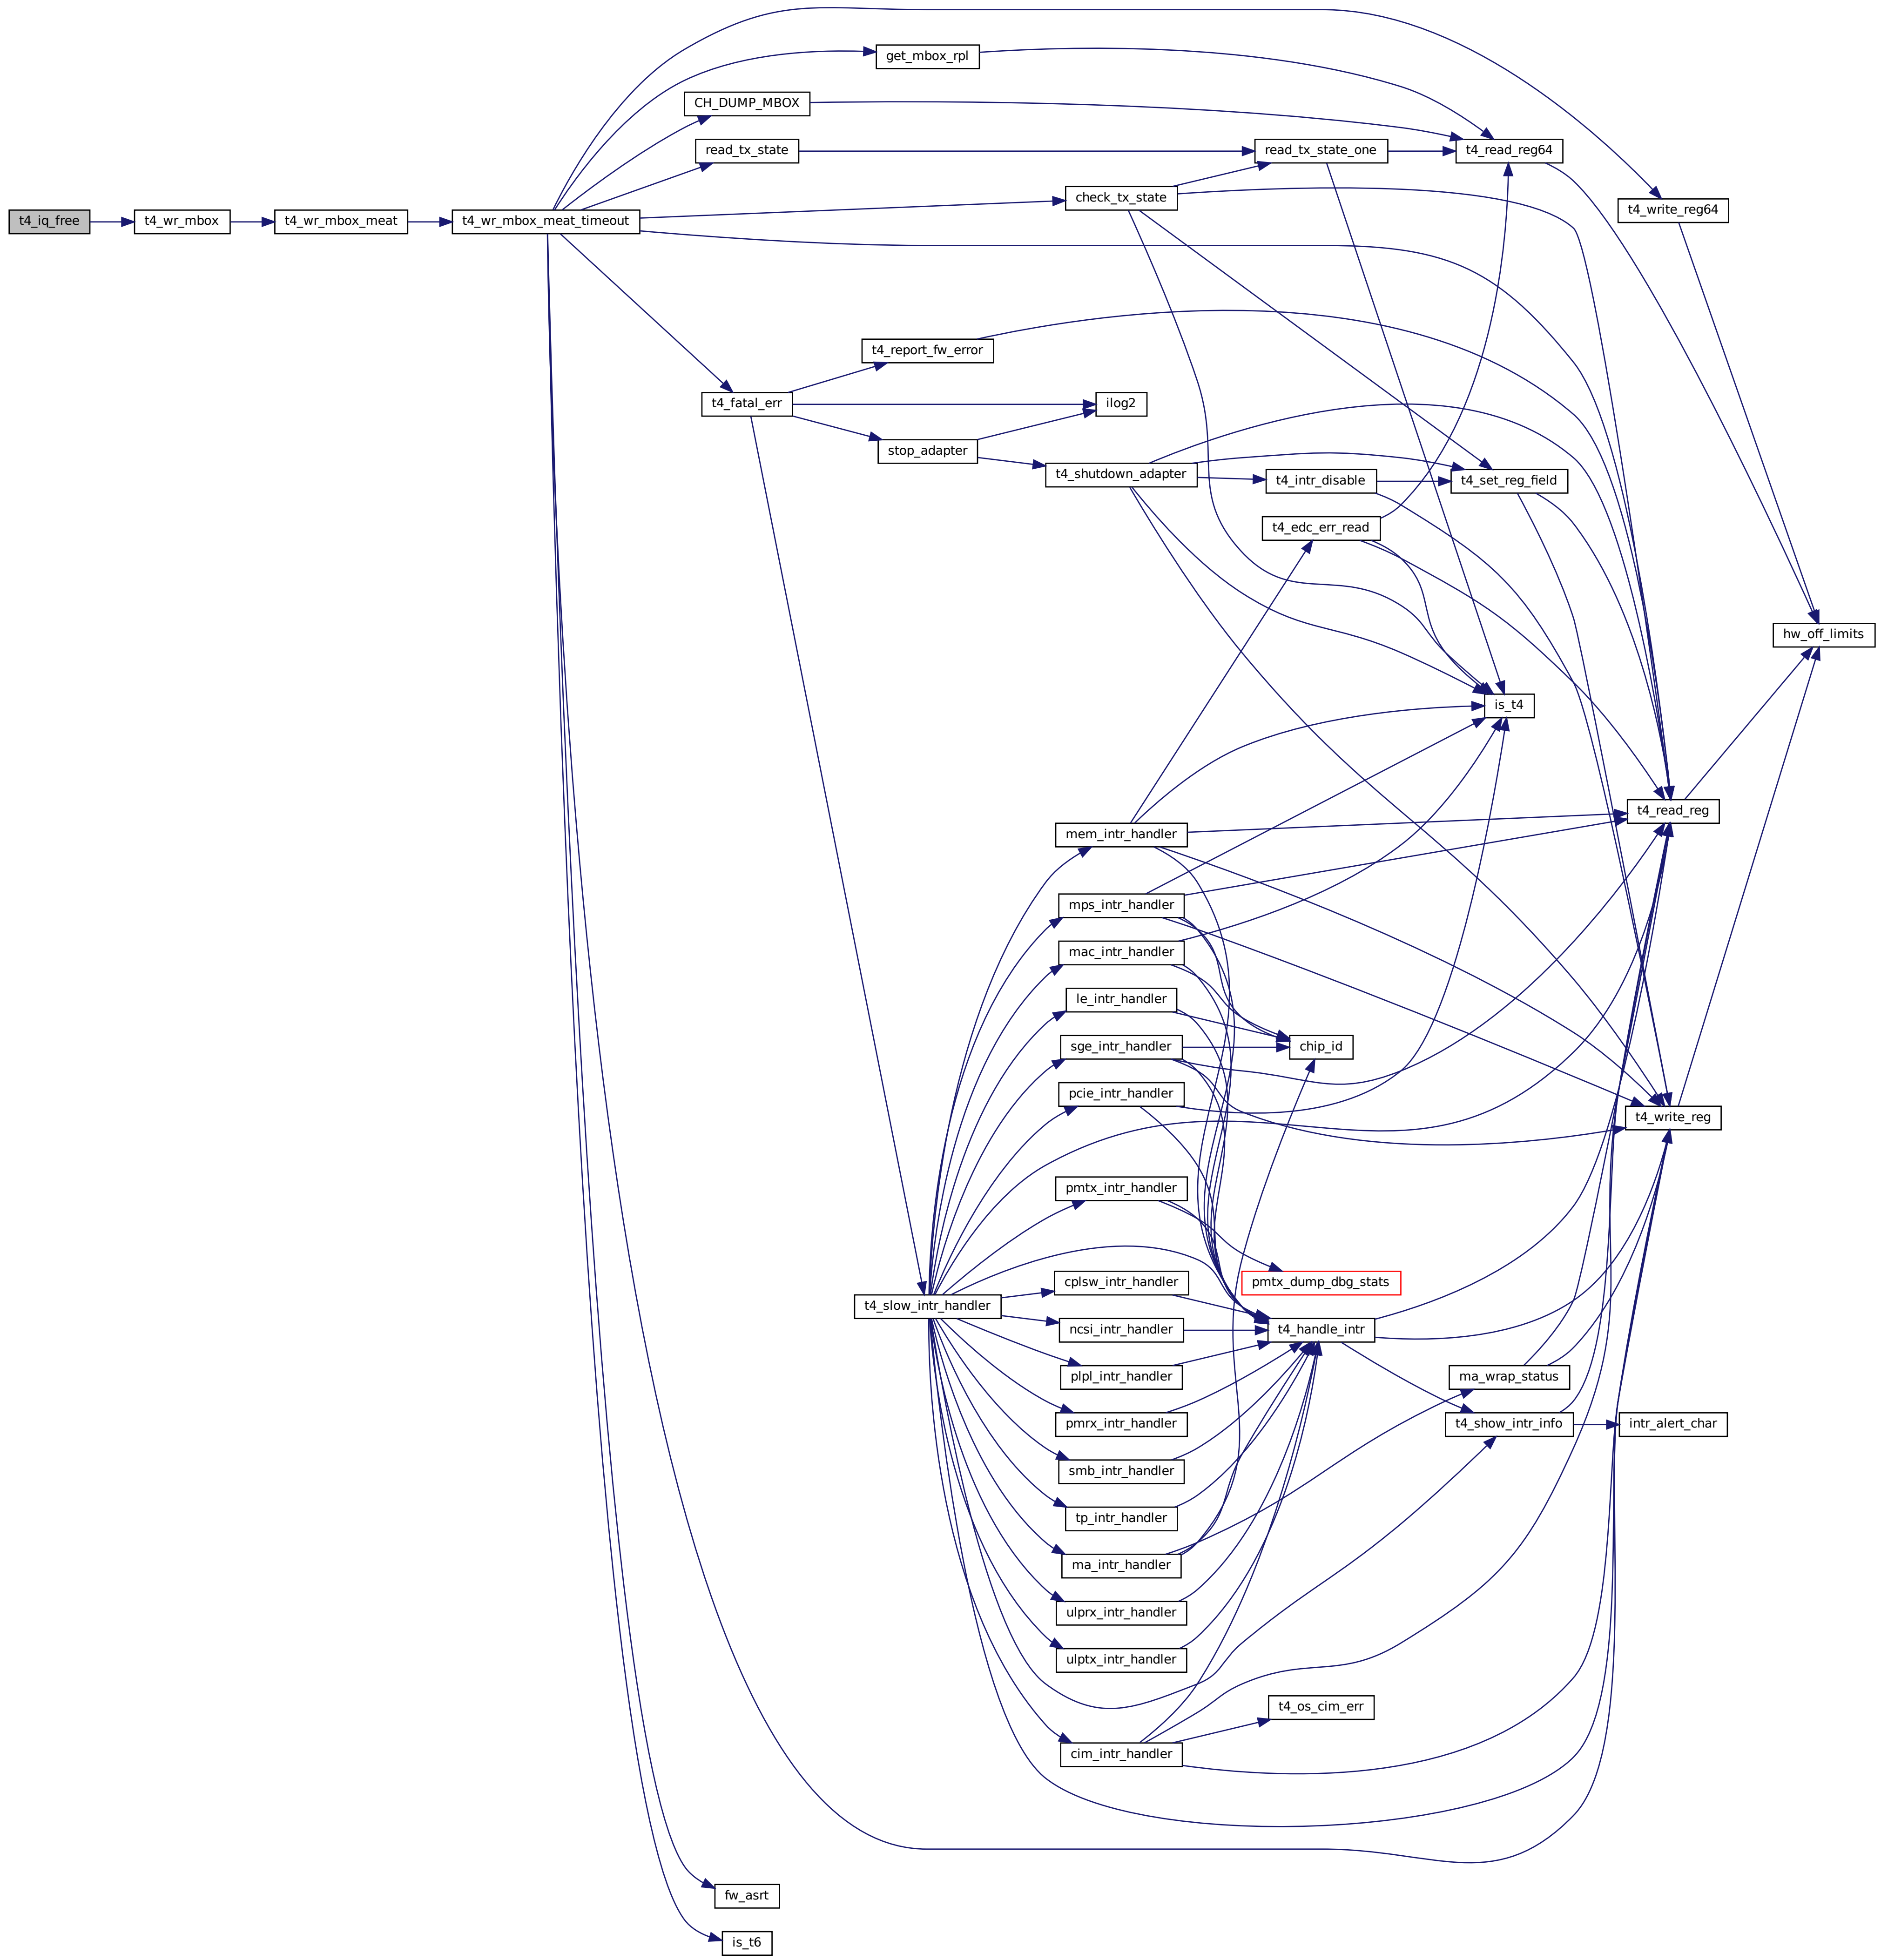 t4_iq_free
t4_wr_mbox
t4_wr_mbox_meat
t4_wr_mbox_meat_timeout
get_mbox_rpl
CH_DUMP_MBOX
read_tx_state
read_tx_state_one
t4_read_reg64
check_tx_state
t4_write_reg64
t4_report_fw_error
t4_fatal_err
ilog2
stop_adapter
t4_shutdown_adapter
t4_intr_disable
t4_set_reg_field
t4_edc_err_read
hw_off_limits
is_t4
t4_read_reg
mem_intr_handler
mps_intr_handler
mac_intr_handler
le_intr_handler
sge_intr_handler
chip_id
pcie_intr_handler
t4_write_reg
pmtx_intr_handler
pmtx_dump_dbg_stats
cplsw_intr_handler
t4_slow_intr_handler
ncsi_intr_handler
t4_handle_intr
plpl_intr_handler
ma_wrap_status
pmrx_intr_handler
t4_show_intr_info
intr_alert_char
smb_intr_handler
tp_intr_handler
ma_intr_handler
ulprx_intr_handler
ulptx_intr_handler
t4_os_cim_err
cim_intr_handler
fw_asrt
is_t6